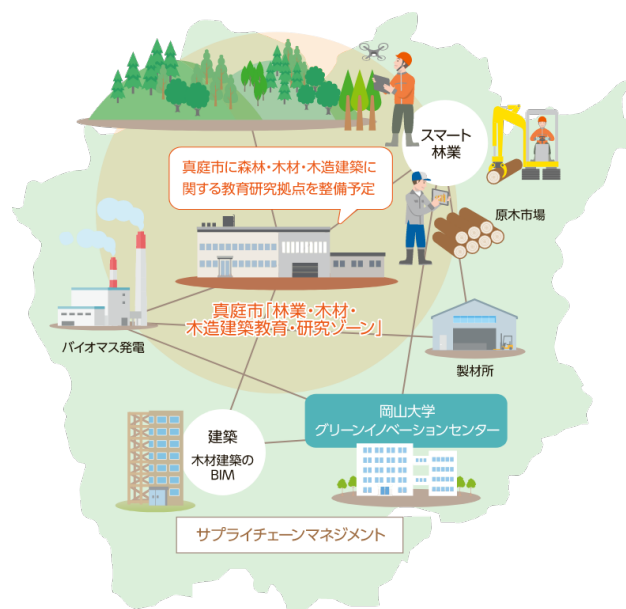 スマート
林業
真庭市に森林・木材・木造建築に
関する教育研究拠点を整備予定
原木市場
真庭市「林業・木材・
木造建築教育・研究ゾーン」
バイオマス発電
製材所
岡山大学
グリーンイノベーションセンター
建築
木材建築の
BIM
サプライチェーンマネジメント